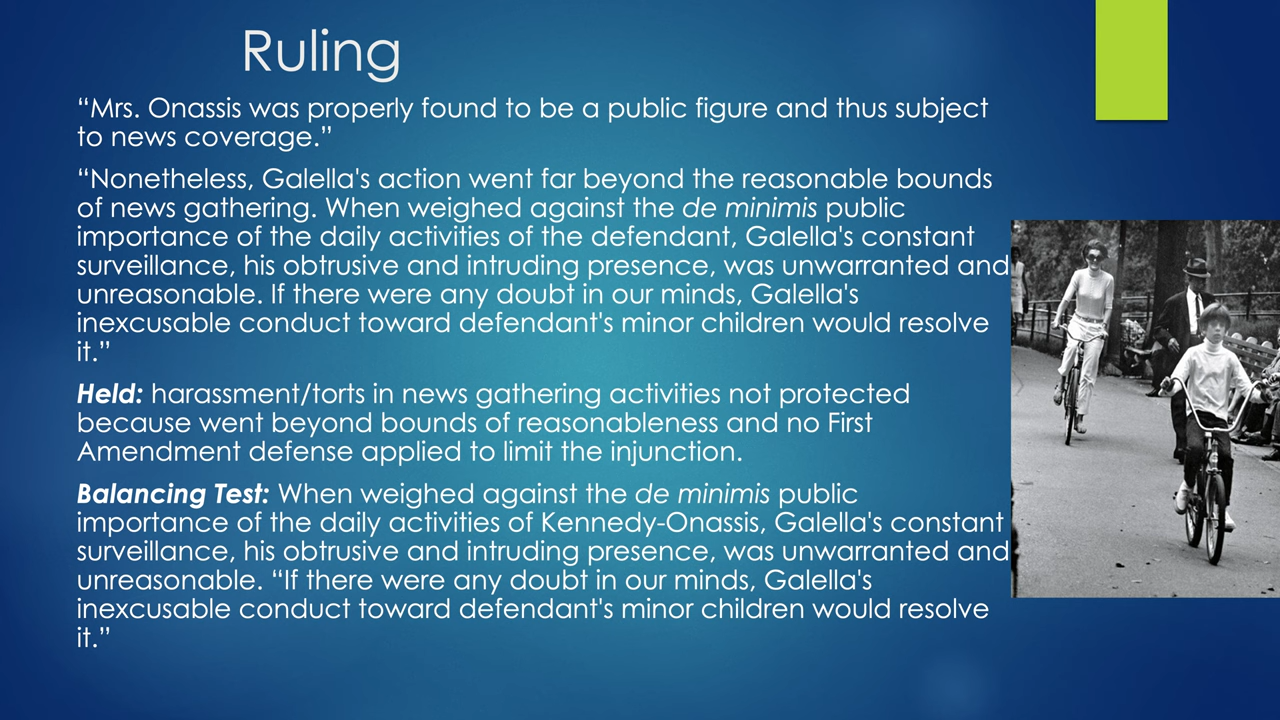 Ruling
“Mrs. Onassis was properly found to be a public figure and thus subject
to news coverage.”
“Nonetheless, Galella's action went far beyond the reasonable bounds
of news gathering. When weighed against the de minimis public
importance of the daily activities of the defendant, Galella's constant
surveillance, his obtrusive and intruding presence, was unwarranted and
unreasonable. If there were any doubt in our minds, Galella's
inexcusable conduct toward defendant's minor children would resolve
it.”
Held: harassment/torts in news gathering activities not protected
because went beyond bounds of reasonableness and no First
Amendment defense applied to limit the injunction.
Balancing Test: When weighed against the de minimis public
importance of the daily activities of Kennedy-Onassis, Galella's constant
surveillance, his obtrusive and intruding presence, was unwarranted and
unreasonable. “If there were any doubt in our minds, Galella's
inexcusable conduct toward defendant's minor children would resolve
it.”